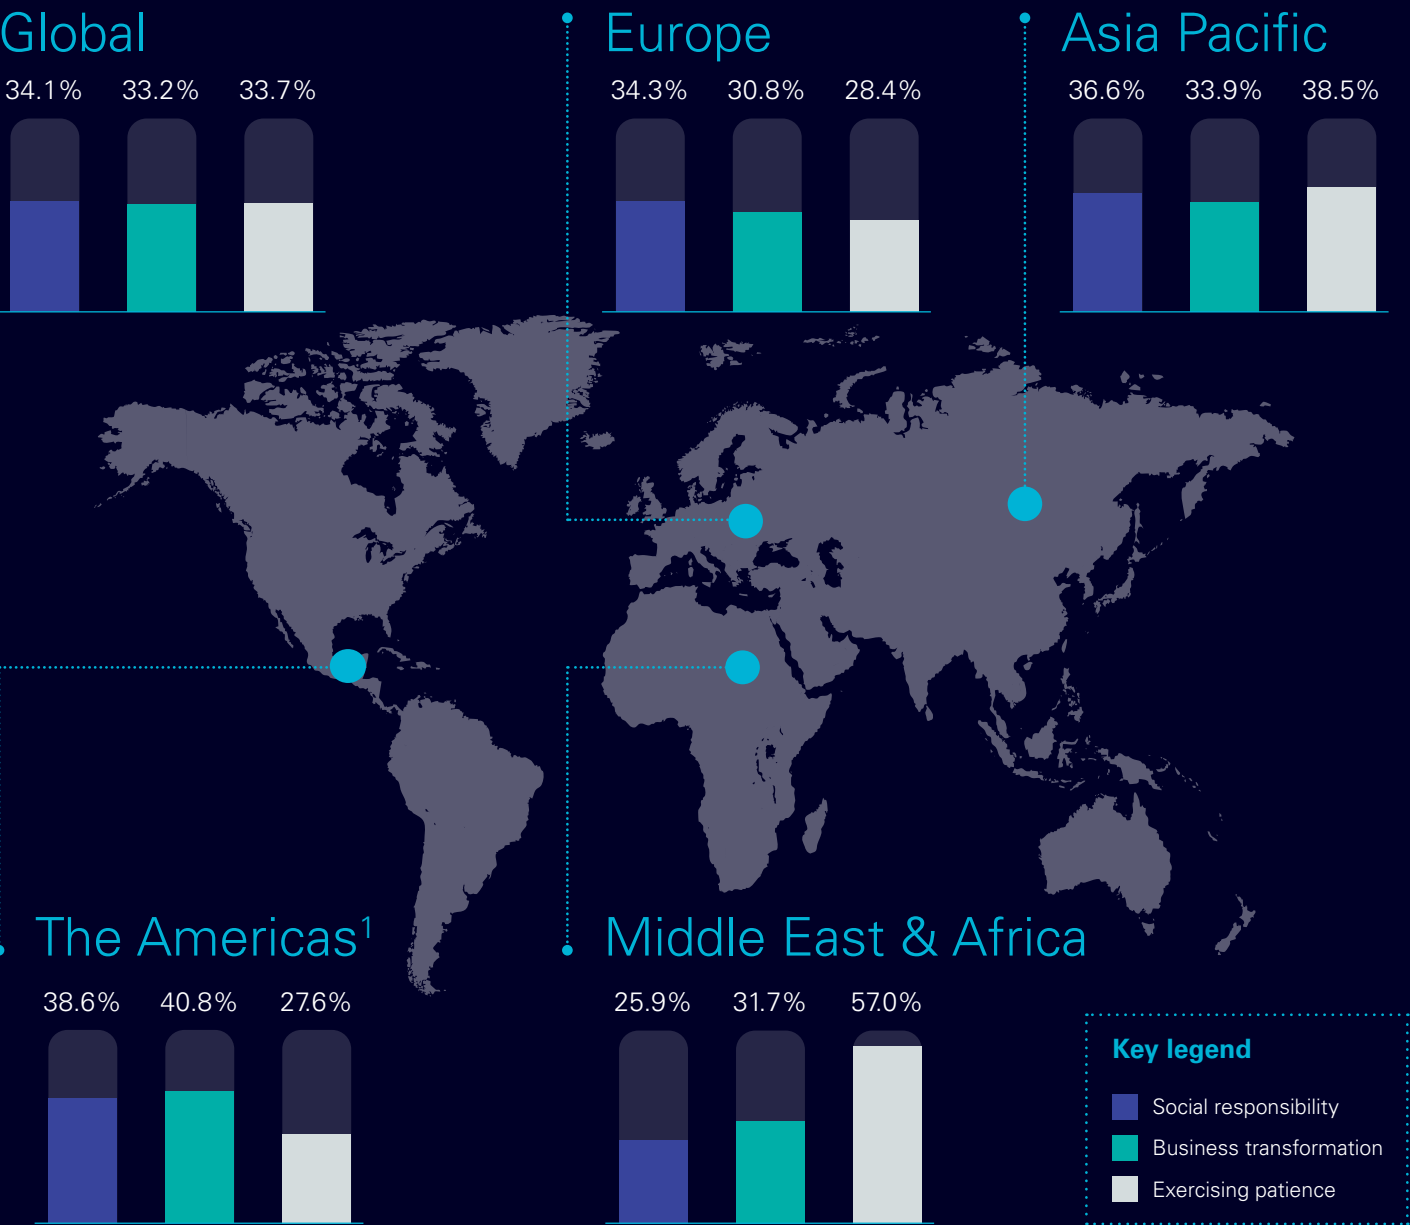 Global
34.1% 33.2% 33.7%
Europe
34.3% 30.8% 28.4%
Asia Pacific
36.6% 33.9% 38.5%
The Americas¹
38.6% 40.8% 27.6%
Middle East & Africa
25.9% 31.7% 57.0%
Key legend
Social responsibility
Business transformation
Exercising patience